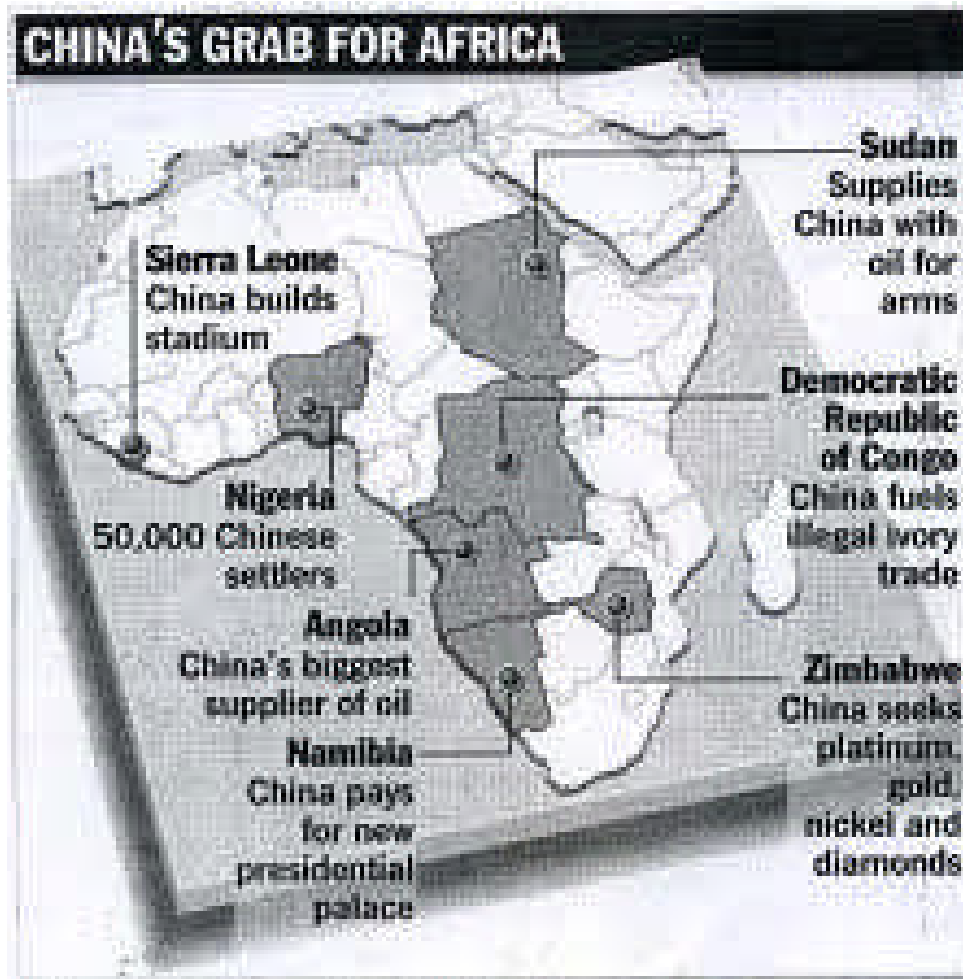 CHINA'S GRAB FOR AFRICA
Sudan
Supplies
China with
oil for
arms
Sierra Leone
China builds
stadium
Democratic
Republic
of Congo
China fuels
illegal ivory
trade
Nigeria
50,000 Chinese
settlers
Angola
China's biggest
supplier of oil
Zimbabwe
China seeks
platinum,
gold,
nickel and
diamonds
Namibia
China pays
for new
presidential
palace